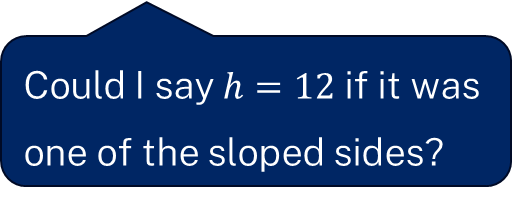 Could I say ℎ = 12 if it was
one of the sloped sides?